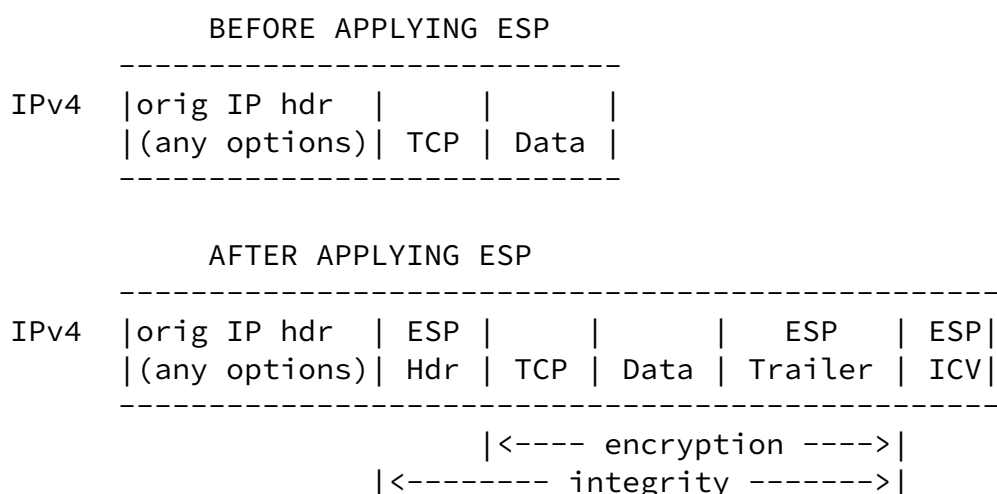 BEFORE APPLYING ESP
----------------------------
IPv4  |orig IP hdr  |     |      |
      |(any options)| TCP | Data |
----------------------------
AFTER APPLYING ESP
-------------------------------------------------
IPv4  |orig IP hdr  | ESP |     |      |   ESP   | ESP|
      |(any options)| Hdr | TCP | Data | Trailer | ICV|
-------------------------------------------------
|<---- encryption ---->|
|<-------- integrity ------->|